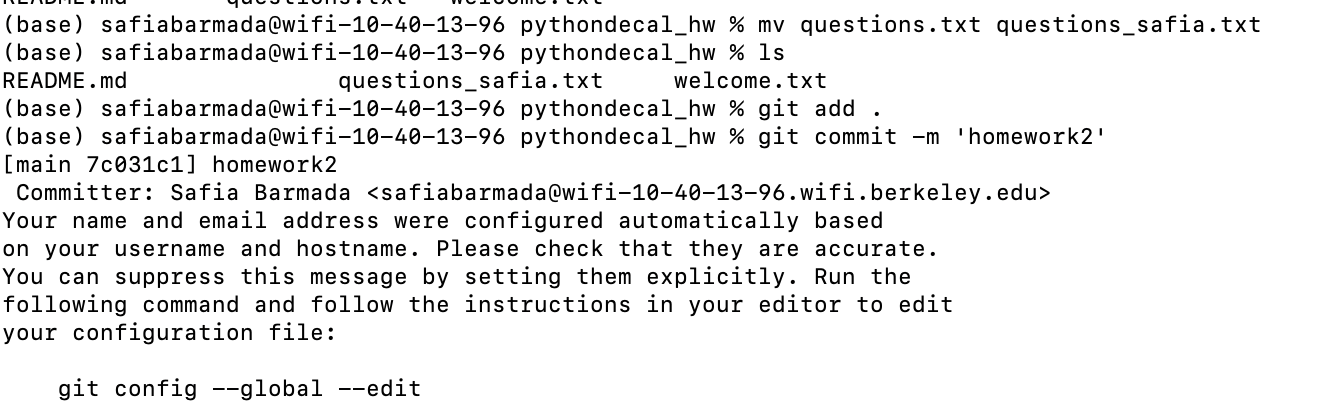 README.md questions.txt welcome.txt
(base) safiabarmada@wifi-10-40-13-96 pythondecal_hw % mv questions.txt questions_safia.txt
(base) safiabarmada@wifi-10-40-13-96 pythondecal_hw % ls
README.md questions_safia.txt welcome.txt
(base) safiabarmada@wifi-10-40-13-96 pythondecal_hw % git add .
(base) safiabarmada@wifi-10-40-13-96 pythondecal_hw % git commit -m 'homework2'
[main 7c031c1] homework2
Committer: Safia Barmada <safiabarmada@wifi-10-40-13-96.wifi.berkeley.edu>
Your name and email address were configured automatically based
on your username and hostname. Please check that they are accurate.
You can suppress this message by setting them explicitly. Run the
following command and follow the instructions in your editor to edit
your configuration file:
git config --global --edit